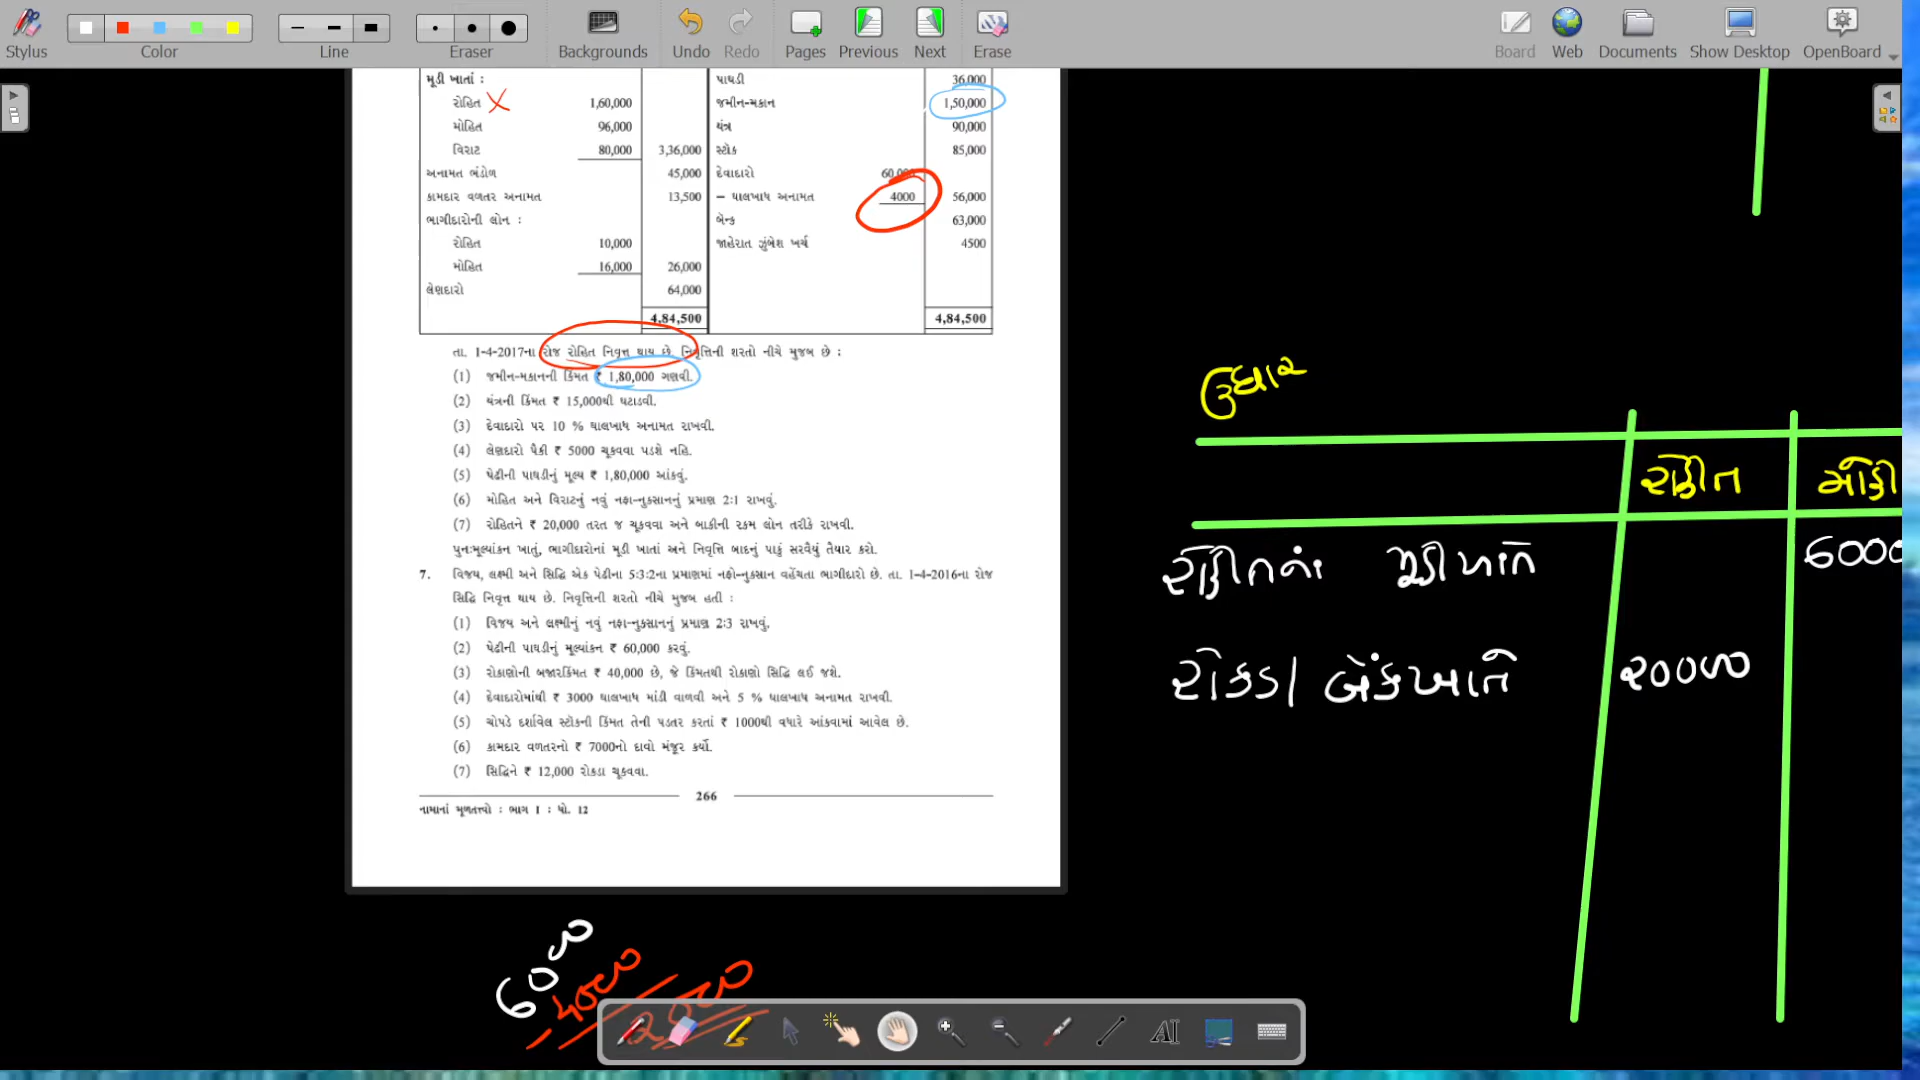 Stylus Color Line Eraser Backgrounds Undo Redo Pages Previous Next Erase Board Web Documents Show Desktop OpenBoard
મૂડી ખાતાં : પાઘડી 36,000
રોહિત 1,60,000 જમીન-મકાન 1,50,000
મોહિત 96,000 યંત્ર 90,000
વિરાટ 80,000 3,36,000 સ્ટોક 85,000
અનામત ભંડોળ 45,000 દેવાદારો 60,000
કામદાર વળતર અનામત 13,500 – ઘાલખાધ અનામત 4000 56,000
ભાગીદારોની લોન : બૅન્ક 63,000
રોહિત 10,000 જાહેરાત ઝુંબેશ ખર્ચ 4500
મોહિત 16,000 26,000
લેણદારો 64,000
4,84,500 4,84,500
તા. 1-4-2017ના રોજ રોહિત નિવૃત્ત થાય છે. નિવૃત્તિની શરતો નીચે મુજબ છે :
(1) જમીન-મકાનની કિંમત ₹ 1,80,000 ગણવી.
(2) યંત્રની કિંમત ₹ 15,000થી ઘટાડવી.
(3) દેવાદારો પર 10 % ઘાલખાધ અનામત રાખવી.
(4) લેણદારો પૈકી ₹ 5000 ચૂકવવા પડશે નહિ.
(5) પેઢીની પાઘડીનું મૂલ્ય ₹ 1,80,000 આંકવું.
(6) મોહિત અને વિરાટનું નવું નફા-નુકસાનનું પ્રમાણ 2:1 રાખવું.
(7) રોહિતને ₹ 20,000 તરત જ ચૂકવવા અને બાકીની રકમ લોન તરીકે રાખવી.
પુનઃમૂલ્યાંકન ખાતું, ભાગીદારોનાં મૂડી ખાતાં અને નિવૃત્તિ બાદનું પાકું સરવૈયું તૈયાર કરો.
7. વિજય, લક્ષ્મી અને સિદ્ધિ એક પેઢીના 5:3:2ના પ્રમાણમાં નફો-નુકસાન વહેંચતા ભાગીદારો છે. તા. 1-4-2016ના રોજ
સિદ્ધિ નિવૃત્ત થાય છે. નિવૃત્તિની શરતો નીચે મુજબ હતી :
(1) વિજય અને લક્ષ્મીનું નવું નફા-નુકસાનનું પ્રમાણ 2:3 રાખવું.
(2) પેઢીની પાઘડીનું મૂલ્યાંકન ₹ 60,000 કરવું.
(3) રોકાણોની બજારકિંમત ₹ 40,000 છે, જે કિંમતથી રોકાણો સિદ્ધિ લઈ જશે.
(4) દેવાદારોમાંથી ₹ 3000 ઘાલખાધ માંડી વાળવી અને 5 % ઘાલખાધ અનામત રાખવી.
(5) ચોપડે દર્શાવેલ સ્ટૉકની કિંમત તેની પડતર કરતાં ₹ 1000થી વધારે આંકવામાં આવેલ છે.
(6) કામદાર વળતરનો ₹ 7000નો દાવો મંજૂર કર્યો.
(7) સિદ્ધિને ₹ 12,000 રોકડા ચૂકવવા.
266
નામાનાં મૂળતત્ત્વો : ભાગ I : ધો. 12
6000
4000
2000
ઉધાર
રોહીત મોહી
રોહીતનાં મૂડીખાતે 6000
રોકડા/બેંકખાતે 20000